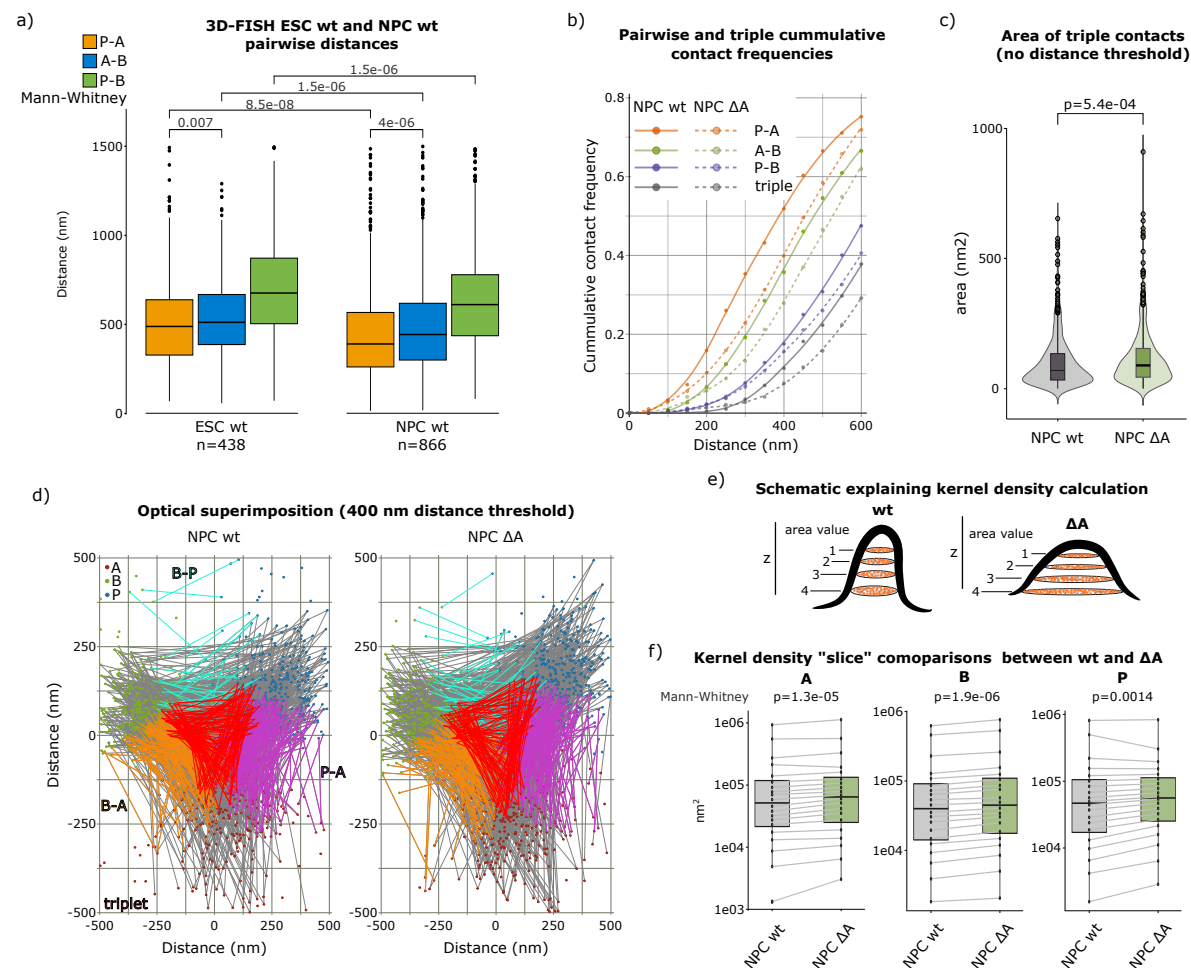 a)
3D-FISH ESC wt and NPC wt
pairwise distances
P-A
A-B
P-B
Mann-Whitney
1.5e-06
1.5e-06
8.5e-08
0.007
4e-06
Distance (nm)
1500
1000
500
0
ESC wt
n=438
NPC wt
n=866
b)
Pairwise and triple cummulative
contact frequencies
NPC wt NPC ΔA
P-A
A-B
P-B
triple
Cummulative contact frequency
0.8
0.6
0.4
0.2
0
0 200 400 600
Distance (nm)
c)
Area of triple contacts
(no distance threshold)
p=5.4e-04
area (nm2)
1000
500
0
NPC wt
NPC ΔA
d)
Optical superimposition (400 nm distance threshold)
NPC wt
NPC ΔA
A
B
P
B-P
P-A
B-A
triplet
Distance (nm)
500
250
0
-250
-500
-500 -250 0 250 500
-500 -250 0 250 500
Distance (nm)
Distance (nm)
e)
Schematic explaining kernel density calculation
wt
ΔA
z
area value
1
2
3
4
z
area value
1
2
3
4
f)
Kernel density "slice" comoparisons between wt and ΔA
A
B
P
Mann-Whitney
p=1.3e-05
p=1.9e-06
p=0.0014
nm²
1e06
1e05
1e04
1e03
NPC wt
NPC ΔA
1e06
1e05
1e04
NPC wt
NPC ΔA
1e06
1e05
1e04
NPC wt
NPC ΔA